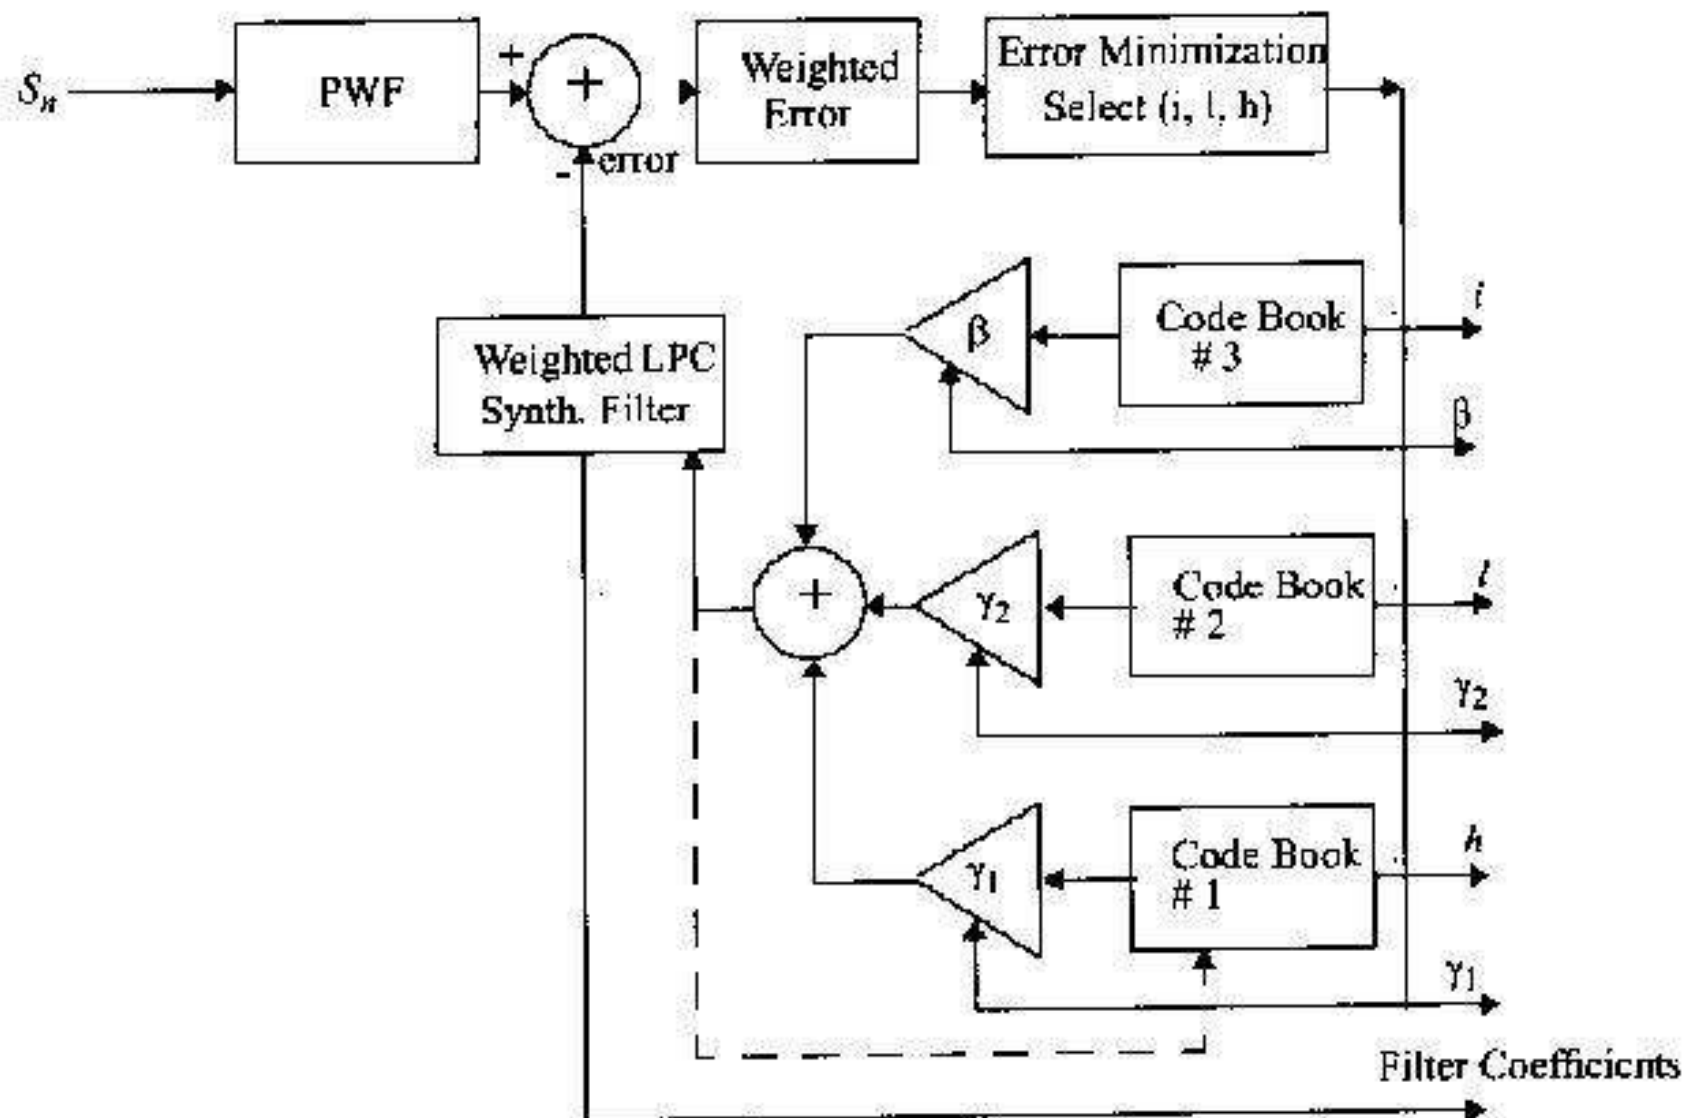 Sn
PWF
+
+
- error
Weighted
Error
Error Minimization
Select (i, l, h)
Weighted LPC
Synth. Filter
β
Code Book
# 3
i
β
+
γ2
Code Book
# 2
l
γ2
γ1
Code Book
# 1
h
γ1
Filter Coefficients